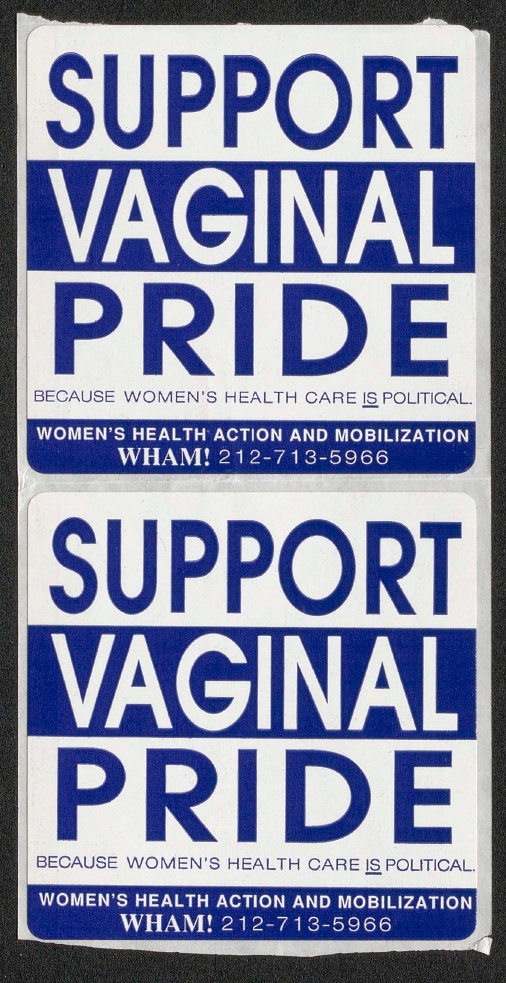 SUPPORT
VAGINAL
PRIDE
BECAUSE WOMEN'S HEALTH CARE IS POLITICAL.
WOMEN'S HEALTH ACTION AND MOBILIZATION
WHAM! 212-713-5966
SUPPORT
VAGINAL
PRIDE
BECAUSE WOMEN'S HEALTH CARE IS POLITICAL.
WOMEN'S HEALTH ACTION AND MOBILIZATION
WHAM! 212-713-5966